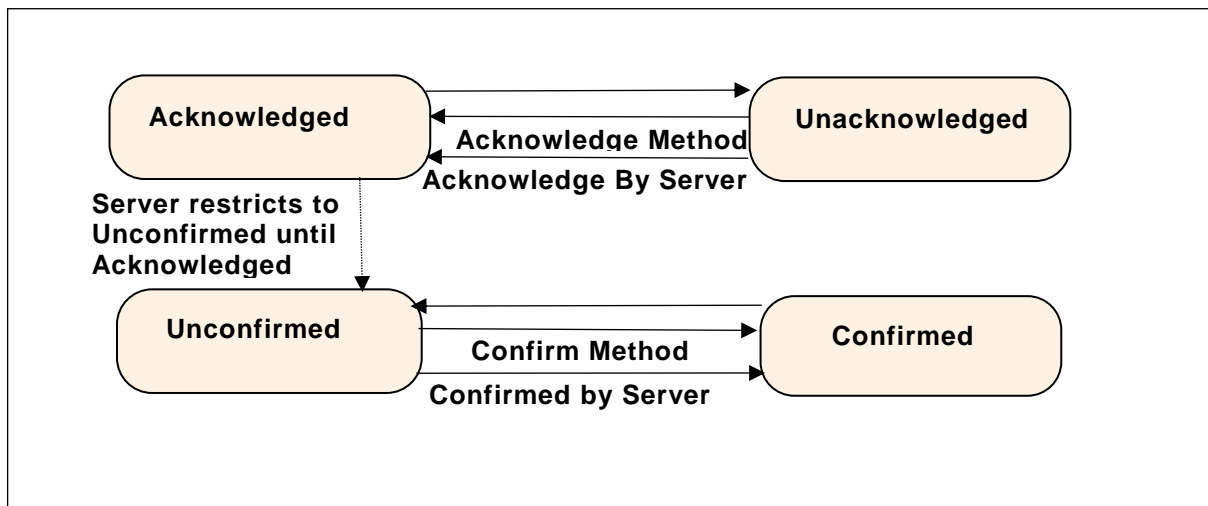 Acknowledged
Unacknowledged
Acknowledge Method
Acknowledge By Server
Server restricts to
Unconfirmed until
Acknowledged
Unconfirmed
Confirmed
Confirm Method
Confirmed by Server